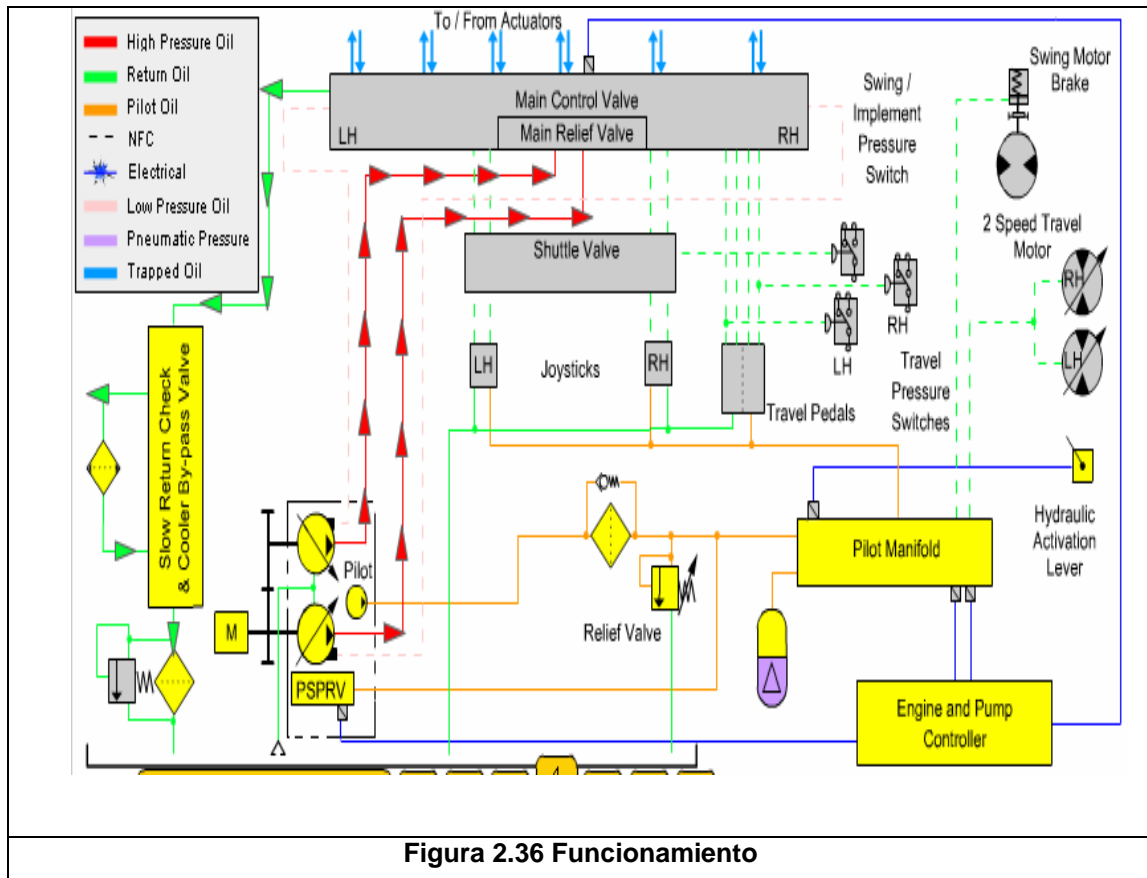 To / From Actuators
High Pressure Oil
Return Oil
Pilot Oil
NFC
Electrical
Low Pressure Oil
Pneumatic Pressure
Trapped Oil
Main Control Valve
Main Relief Valve
LH
RH
Swing /
Implement
Pressure
Switch
Swing Motor
Brake
2 Speed Travel
Motor
RH
LH
Shuttle Valve
RH
LH
Travel
Pressure
Switches
LH
Joysticks
RH
Travel Pedals
Slow Return Check
& Cooler By-pass Valve
Pilot
M
PSPRV
Relief Valve
Pilot Manifold
Hydraulic
Activation
Lever
Engine and Pump
Controller
Figura 2.36 Funcionamiento